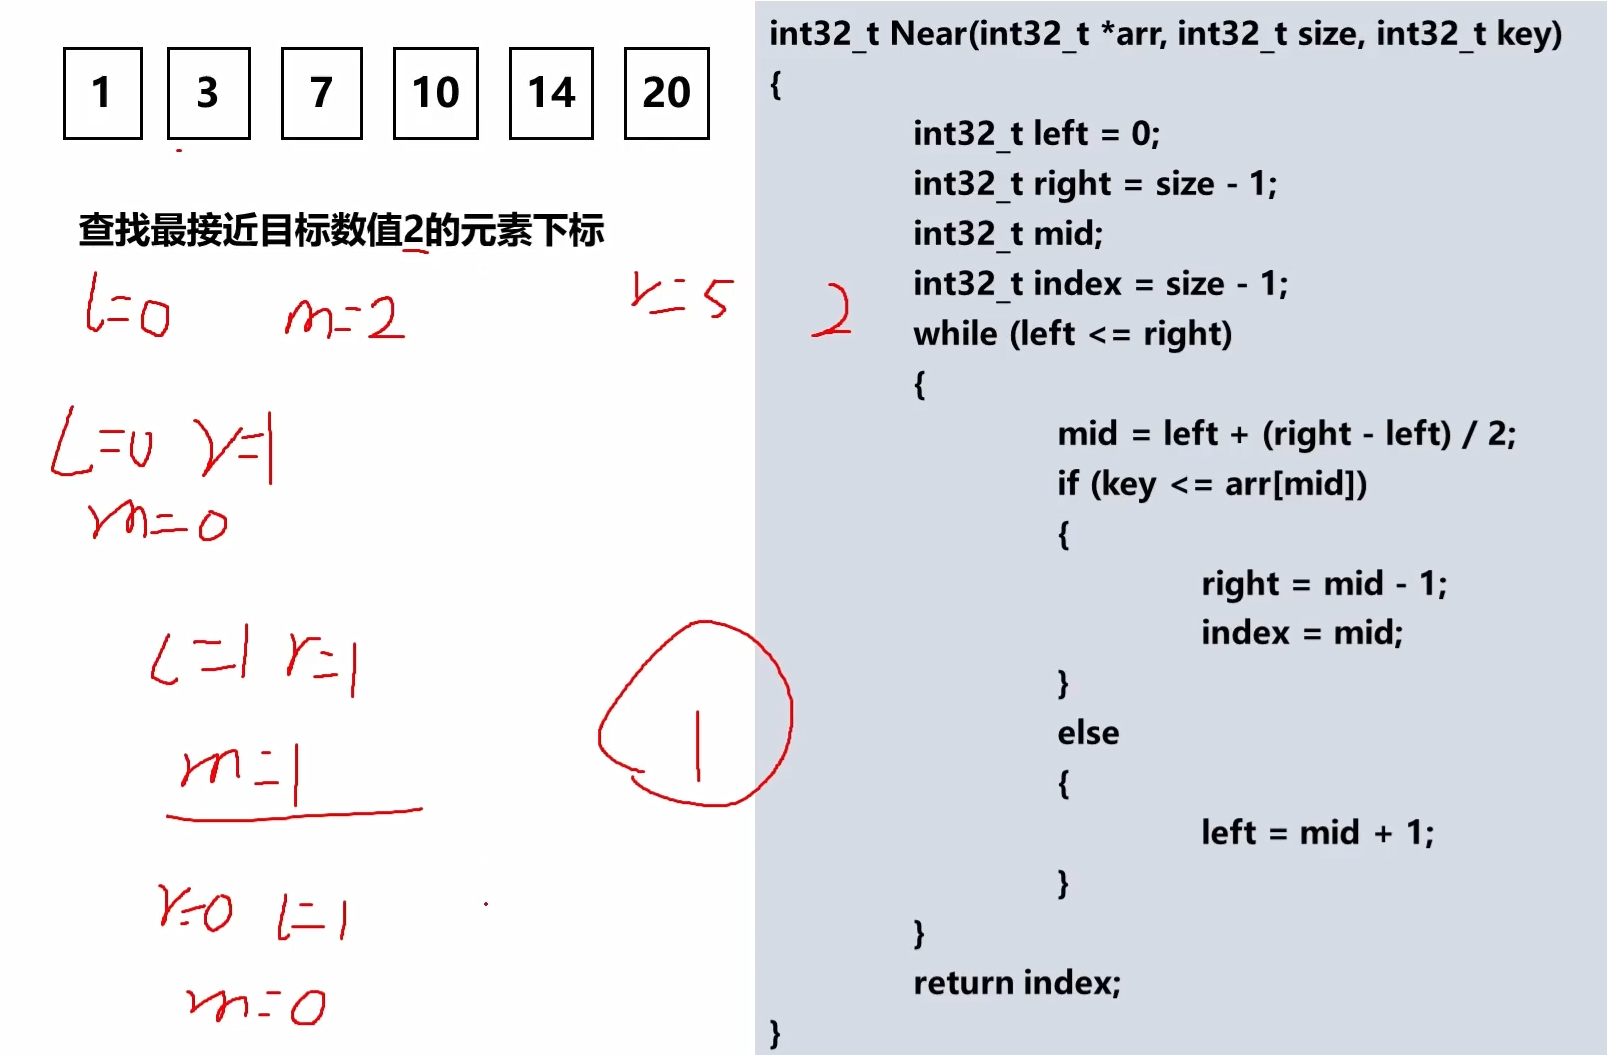 1 3 7 10 14 20
查找最接近目标数值2的元素下标
l=0 m=2 r=5
L=0 r=1
m=0
L=1 r=1
m=1
r=0 l=1
m=0
1
2
int32_t Near(int32_t *arr, int32_t size, int32_t key)
{
int32_t left = 0;
int32_t right = size - 1;
int32_t mid;
int32_t index = size - 1;
while (left <= right)
{
mid = left + (right - left) / 2;
if (key <= arr[mid])
{
right = mid - 1;
index = mid;
}
else
{
left = mid + 1;
}
}
return index;
}